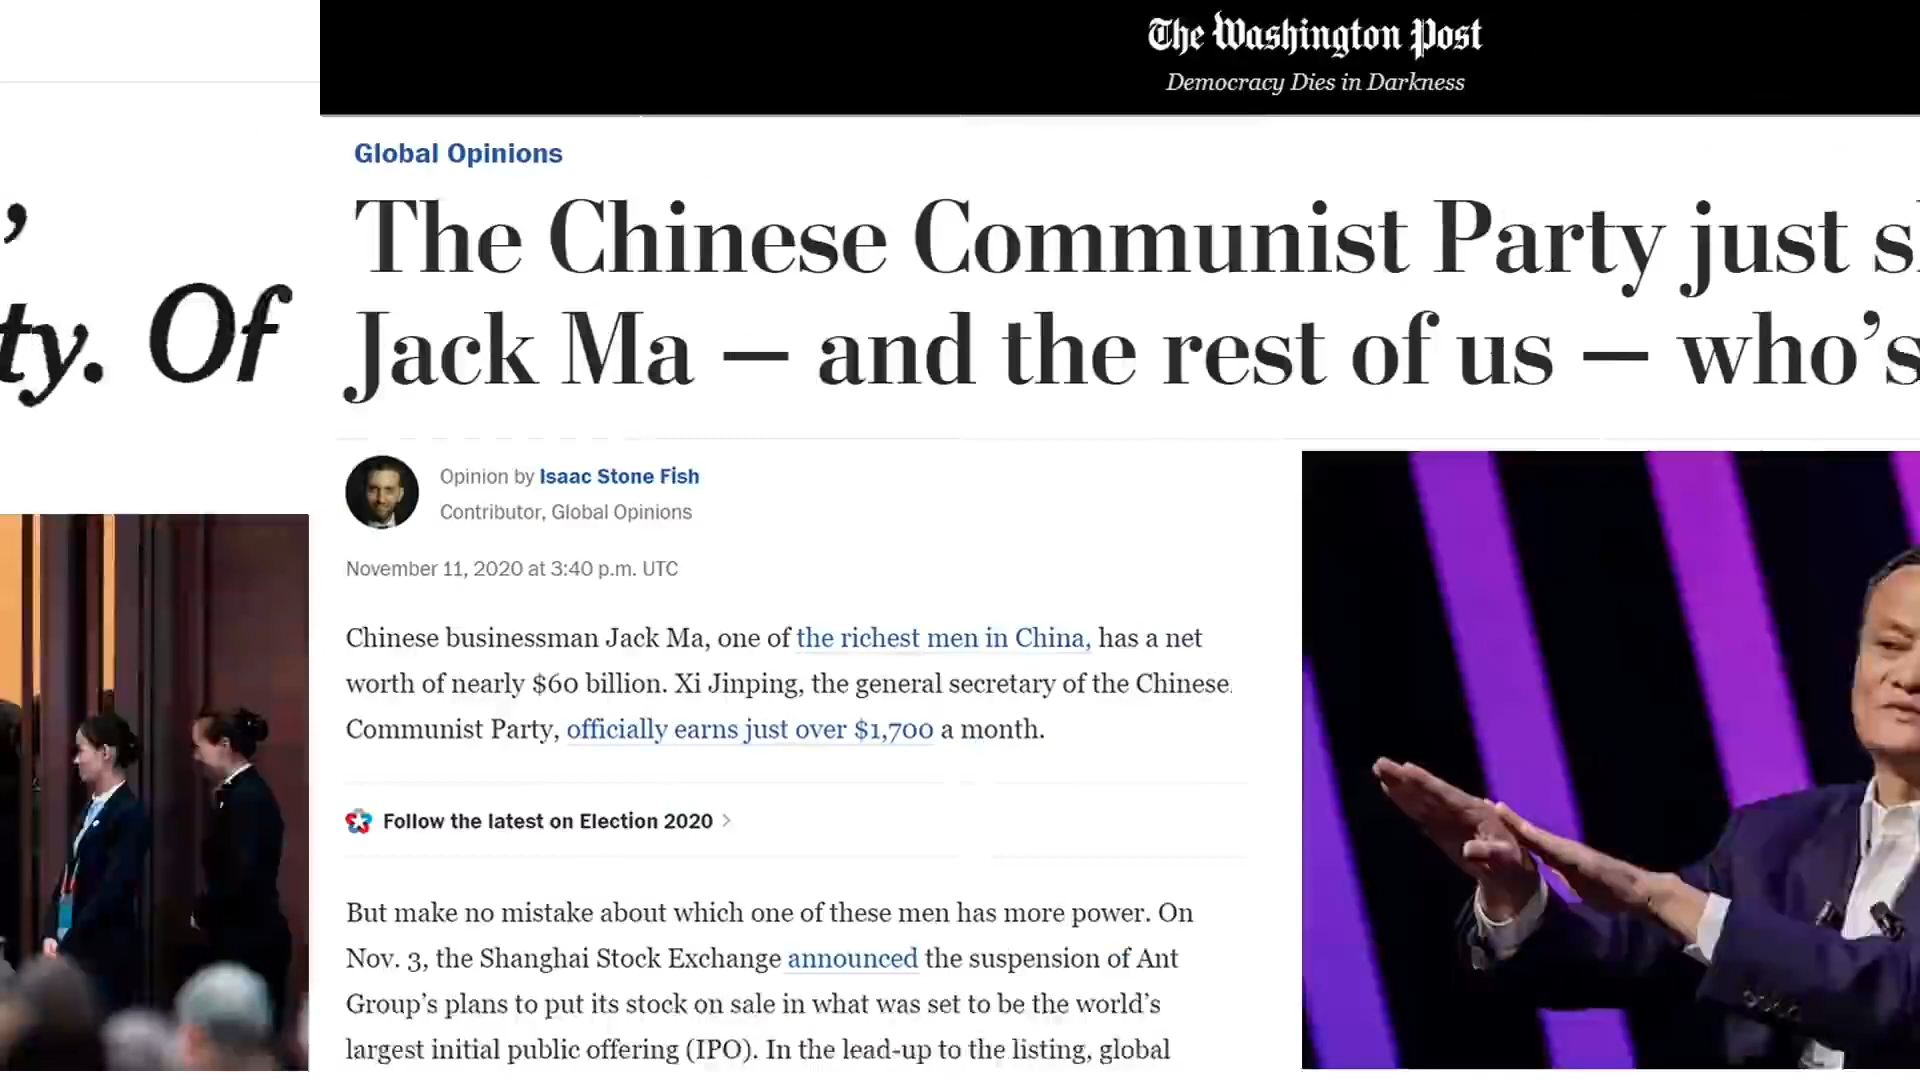 ’
ty. Of
The Washington Post
Democracy Dies in Darkness
Global Opinions
The Chinese Communist Party just s
Jack Ma — and the rest of us — who’s
Opinion by Isaac Stone Fish
Contributor, Global Opinions
November 11, 2020 at 3:40 p.m. UTC
Chinese businessman Jack Ma, one of the richest men in China, has a net
worth of nearly $60 billion. Xi Jinping, the general secretary of the Chinese
Communist Party, officially earns just over $1,700 a month.
Follow the latest on Election 2020
But make no mistake about which one of these men has more power. On
Nov. 3, the Shanghai Stock Exchange announced the suspension of Ant
Group’s plans to put its stock on sale in what was set to be the world’s
largest initial public offering (IPO). In the lead-up to the listing, global